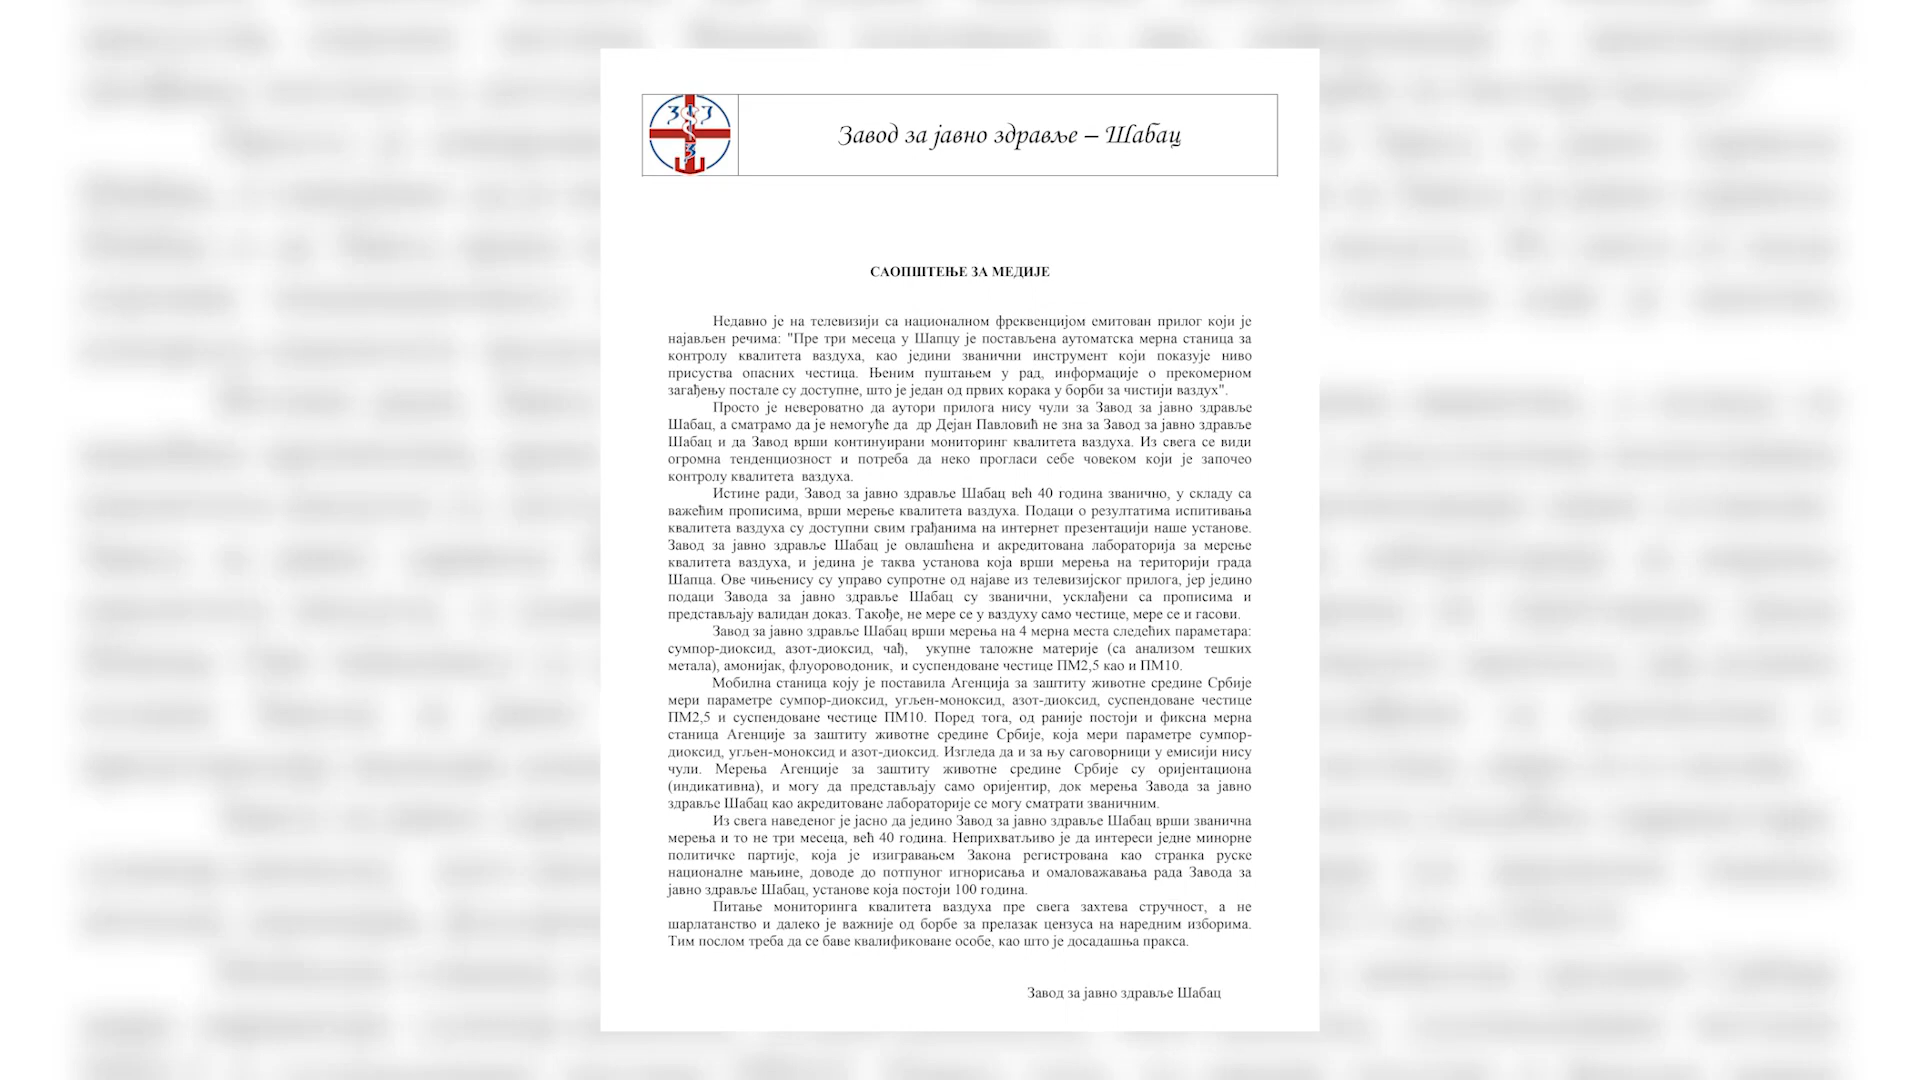 З Ј
З
Завод за јавно здравље – Шабац
САОПШТЕЊЕ ЗА МЕДИЈЕ
Недавно је на телевизији са националном фреквенцијом емитован прилог који је
најављен речима: "Пре три месеца у Шапцу је постављена аутоматска мерна станица за
контролу квалитета ваздуха, као једини званични инструмент који показује ниво
присуства опасних честица. Њеним пуштањем у рад, информације о прекомерном
загађењу постале су доступне, што је један од првих корака у борби за чистији ваздух".
Просто је невероватно да аутори прилога нису чули за Завод за јавно здравље
Шабац, а сматрамо да је немогуће да др Дејан Павловић не зна за Завод за јавно здравље
Шабац и да Завод врши континуирани мониторинг квалитета ваздуха. Из свега се види
огромна тенденциозност и потреба да неко прогласи себе човеком који је започео
контролу квалитета ваздуха.
Истине ради, Завод за јавно здравље Шабац већ 40 година званично, у складу са
важећим прописима, врши мерење квалитета ваздуха. Подаци о резултатима испитивања
квалитета ваздуха су доступни свим грађанима на интернет презентацији наше установе.
Завод за јавно здравље Шабац је овлашћена и акредитована лабораторија за мерење
квалитета ваздуха, и једина је таква установа која врши мерења на територији града
Шапца. Ове чињенису су управо супротне од најаве из телевизијског прилога, јер једино
подаци Завода за јавно здравље Шабац су званични, усклађени са прописима и
представљају валидан доказ. Такође, не мере се у ваздуху само честице, мере се и гасови.
Завод за јавно здравље Шабац врши мерења на 4 мерна места следећих параметара:
сумпор-диоксид, азот-диоксид, чађ, укупне таложне материје (са анализом тешких
метала), амонијак, флуороводоник, и суспендоване честице ПМ2,5 као и ПМ10.
Мобилна станица коју је поставила Агенција за заштиту животне средине Србије
мери параметре сумпор-диоксид, угљен-моноксид, азот-диоксид, суспендоване честице
ПМ2,5 и суспендоване честице ПМ10. Поред тога, од раније постоји и фиксна мерна
станица Агенције за заштиту животне средине Србије, која мери параметре сумпор-
диоксид, угљен-моноксид и азот-диоксид. Изгледа да и за њу саговорници у емисији нису
чули. Мерења Агенције за заштиту животне средине Србије су оријентациона
(индикативна), и могу да представљају само оријентир, док мерења Завода за јавно
здравље Шабац као акредитоване лабораторије се могу сматрати званичним.
Из свега наведеног је јасно да једино Завод за јавно здравље Шабац врши званична
мерења и то не три месеца, већ 40 година. Неприхватљиво је да интереси једне минорне
политичке партије, која је изигравањем Закона регистрована као странка руске
националне мањине, доводе до потпуног игнорисања и омаловажавања рада Завода за
јавно здравље Шабац, установе која постоји 100 година.
Питање мониторинга квалитета ваздуха пре свега захтева стручност, а не
шарлатанство и далеко је важније од борбе за прелазак цензуса на наредним изборима.
Тим послом треба да се баве квалификоване особе, као што је досадашња пракса.
Завод за јавно здравље Шабац